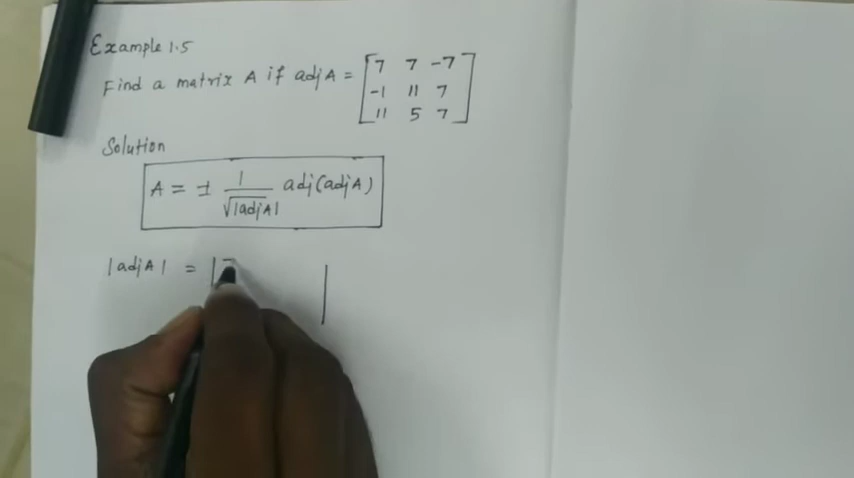 Example 1.5
Find a matrix A if adj A = [7 7 -7
-1 11 7
11 5 7]
Solution
A = ± 1/√|adj A| adj(adj A)
|adj A| = |7 |